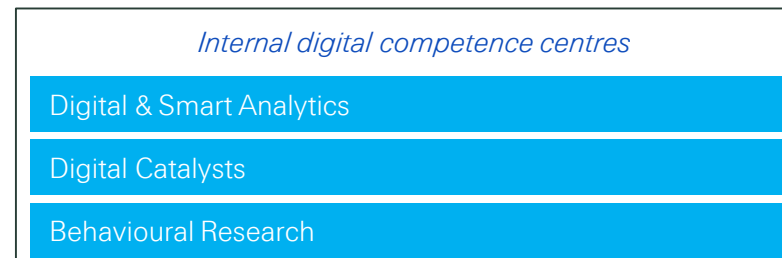 Internal digital competence centres
Digital & Smart Analytics
Digital Catalysts
Behavioural Research